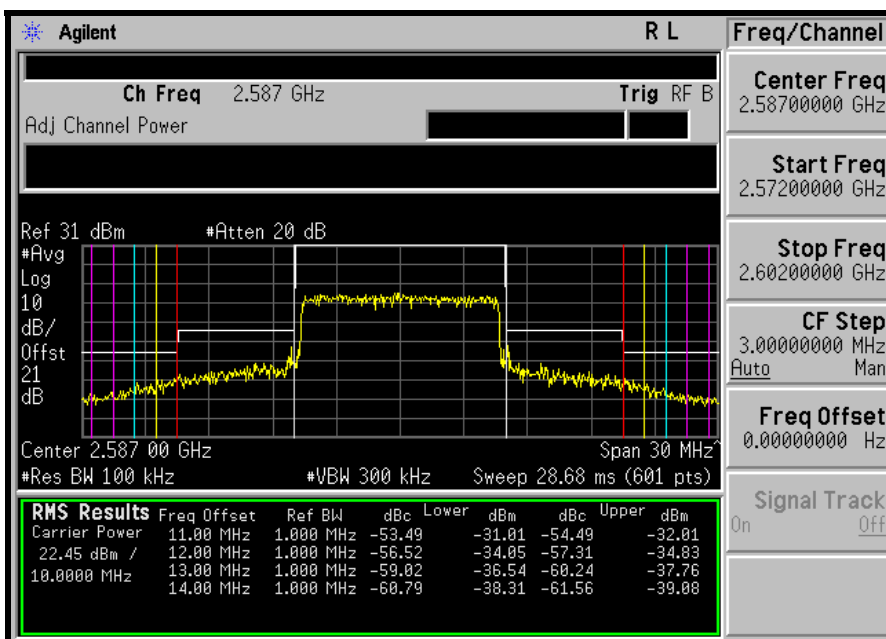 Agilent
R L
Freq/Channel
Ch Freq 2.587 GHz
Trig RF B
Adj Channel Power
Center Freq
2.58700000 GHz
Start Freq
2.57200000 GHz
Stop Freq
2.60200000 GHz
CF Step
3.00000000 MHz
Auto Man
Freq Offset
0.00000000 Hz
Signal Track
On Off
Ref 31 dBm #Atten 20 dB
#Avg
Log
10
dB/
Offst
21
dB
Center 2.587 00 GHz Span 30 MHz^
#Res BW 100 kHz #VBW 300 kHz Sweep 28.68 ms (601 pts)
RMS Results Freq Offset Ref BW dBc Lower dBm dBc Upper dBm
Carrier Power 11.00 MHz 1.000 MHz -53.49 -31.01 -54.49 -32.01
22.45 dBm / 12.00 MHz 1.000 MHz -56.52 -34.05 -57.31 -34.83
10.0000 MHz 13.00 MHz 1.000 MHz -59.02 -36.54 -60.24 -37.76
14.00 MHz 1.000 MHz -60.79 -38.31 -61.56 -39.08